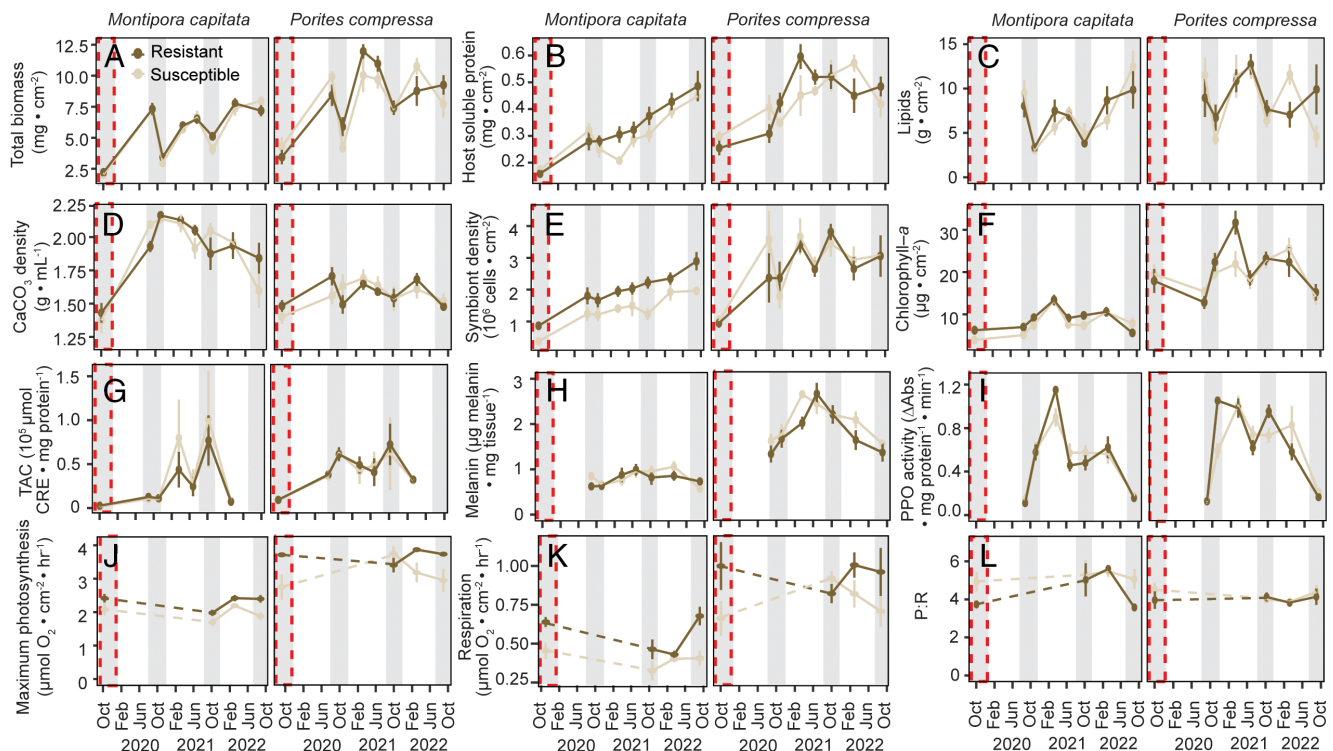 Montipora capitata Porites compressa Montipora capitata Porites compressa Montipora capitata Porites compressa
A
Resistant
Susceptible
Total biomass
(mg • cm⁻²)
12.5
10.0
7.5
5.0
2.5
B
Host soluble protein
(mg • cm⁻²)
0.6
0.5
0.4
0.3
0.2
C
Lipids
(g • cm⁻²)
15
10
5
0
D
CaCO₃ density
(g • mL⁻¹)
2.25
2.00
1.75
1.50
1.25
E
Symbiont density
(10⁶ cells • cm⁻²)
4
3
2
1
F
Chlorophyll–a
(µg • cm⁻²)
30
20
10
0
G
TAC (10⁵ µmol
CRE • mg protein⁻¹)
1.5
1.0
0.5
0
H
Melanin (µg melanin
• mg tissue⁻¹)
3
2
1
0
I
PPO activity (ΔAbs
• mg protein⁻¹ • min⁻¹)
1.2
0.8
0.4
0.0
J
Maximum photosynthesis
(µmol O₂ • cm⁻² • hr⁻¹)
4
3
2
1
0
K
Respiration
(µmol O₂ • cm⁻² • hr⁻¹)
1.00
0.75
0.50
0.25
L
P:R
6
4
2
0
Oct Feb Jun Oct Feb Jun Oct Feb Jun Oct Oct Feb Jun Oct Feb Jun Oct Feb Jun Oct
2020 2021 2022 2020 2021 2022
Oct Feb Jun Oct Feb Jun Oct Feb Jun Oct Oct Feb Jun Oct Feb Jun Oct Feb Jun Oct
2020 2021 2022 2020 2021 2022
Oct Feb Jun Oct Feb Jun Oct Feb Jun Oct Oct Feb Jun Oct Feb Jun Oct Feb Jun Oct
2020 2021 2022 2020 2021 2022